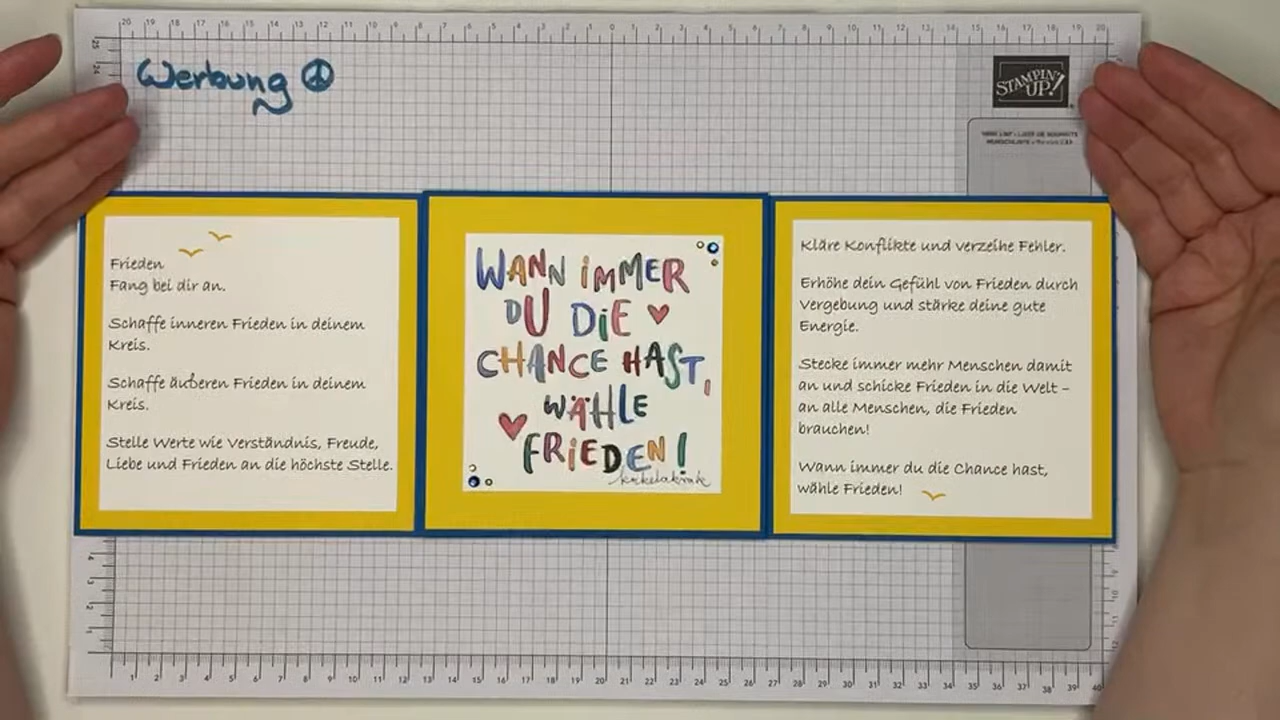 Werbung
STAMPIN' UP!
Frieden
Fang bei dir an.
Schaffe inneren Frieden in deinem
Kreis.
Schaffe äußeren Frieden in deinem
Kreis.
Stelle Werte wie Verständnis, Freude,
Liebe und Frieden an die höchste Stelle.
WANN iMMER
DU DiE
CHANCE HAST,
WÄHLE
FRiEDEN!
Kläre Konflikte und verzeihe Fehler.
Erhöhe dein Gefühl von Frieden durch
Vergebung und stärke deine gute
Energie.
Stecke immer mehr Menschen damit
an und schicke Frieden in die Welt –
an alle Menschen, die Frieden
brauchen!
Wann immer du die Chance hast,
wähle Frieden!